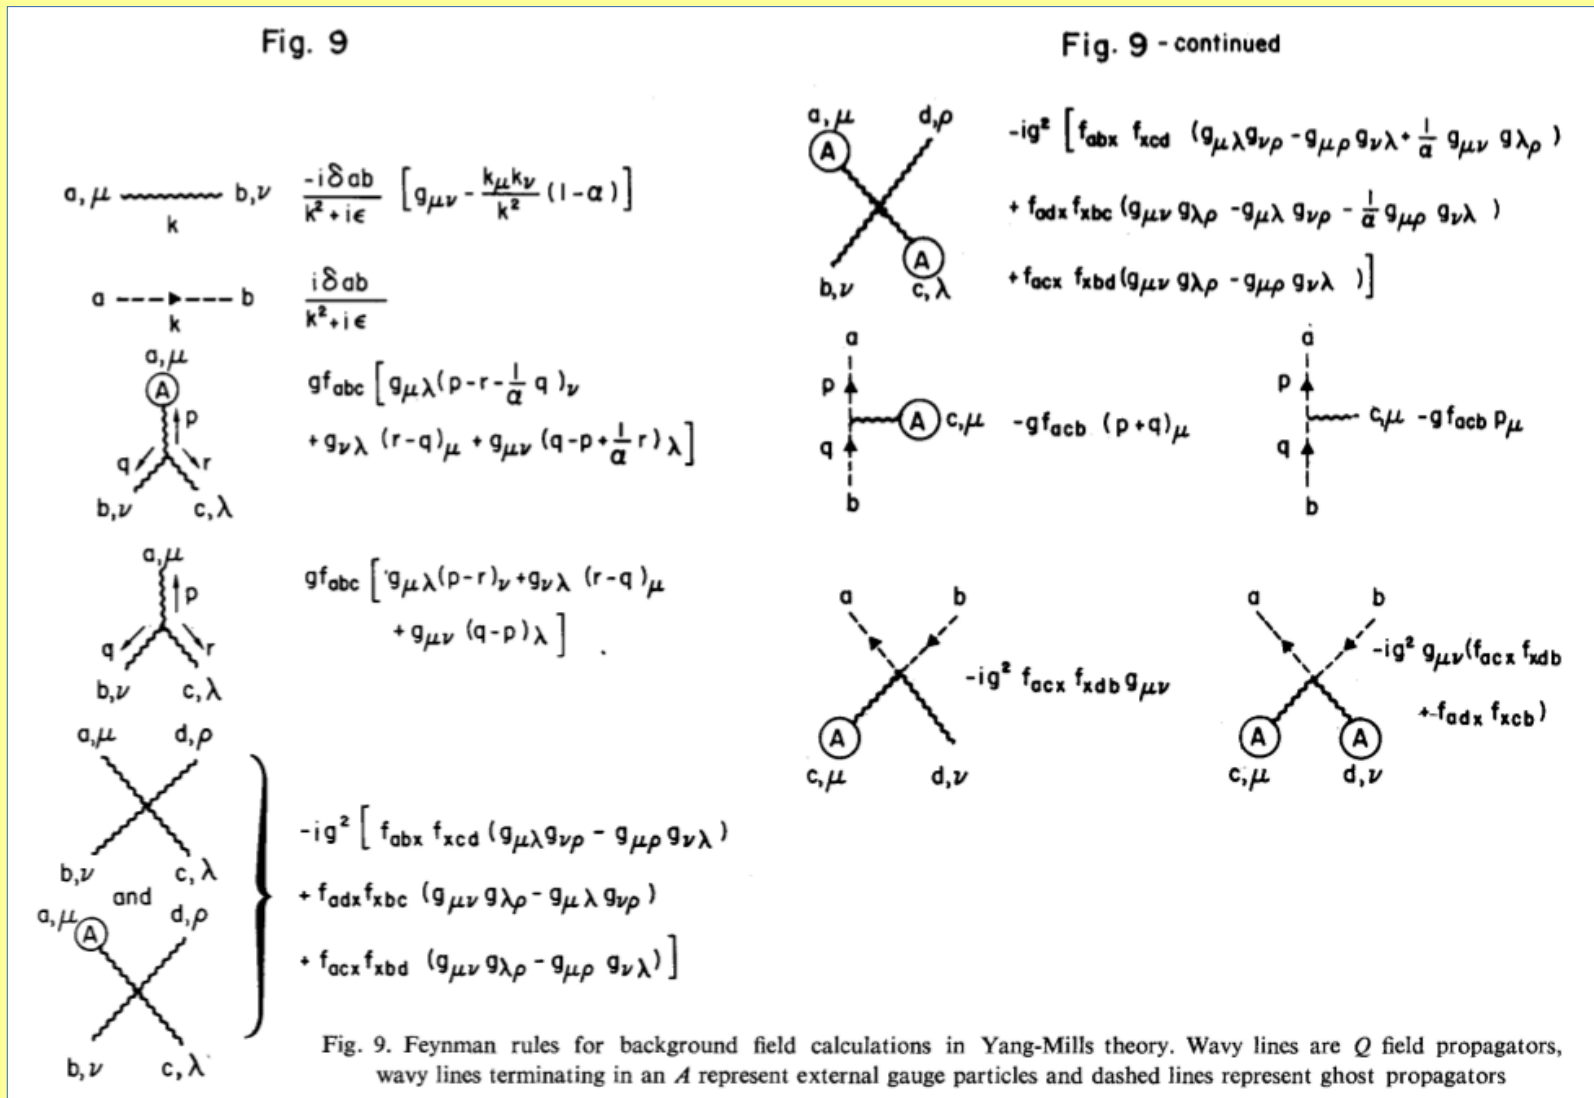 Fig. 9
a,μ b,ν
k
-iδab / k²+iϵ [gμν - kμkν / k² (1-α)]
a b
k
iδab / k²+iϵ
a,μ
A
p
q r
b,ν c,λ
gfabc [gμλ(p-r-1/α q)ν
+gνλ (r-q)μ + gμν (q-p+1/α r)λ]
a,μ
p
q r
b,ν c,λ
gfabc [gμλ(p-r)ν+gνλ (r-q)μ
+gμν (q-p)λ]
a,μ d,ρ
b,ν c,λ
and
a,μ d,ρ
A
b,ν c,λ
-ig² [fabx fxcd (gμλgνρ - gμρ gνλ)
+ fadx fxbc (gμν gλρ - gμλ gνρ)
+ facx fxbd (gμν gλρ - gμρ gνλ)]
Fig. 9 - continued
a,μ d,ρ
A
A
b,ν c,λ
-ig² [fabx fxcd (gμλgνρ - gμρ gνλ + 1/α gμν gλρ)
+ fadx fxbc (gμν gλρ - gμλ gνρ - 1/α gμρ gνλ)
+ facx fxbd (gμν gλρ - gμρ gνλ)]
a
p
A c,μ -gfacb (p+q)μ
q
b
a
p
c,μ -gfacb pμ
q
b
a b
-ig² facx fxdb gμν
A
c,μ d,ν
a b
-ig² gμν(facx fxdb
+fadx fxcb)
A A
c,μ d,ν
Fig. 9. Feynman rules for background field calculations in Yang-Mills theory. Wavy lines are Q field propagators,
wavy lines terminating in an A represent external gauge particles and dashed lines represent ghost propagators